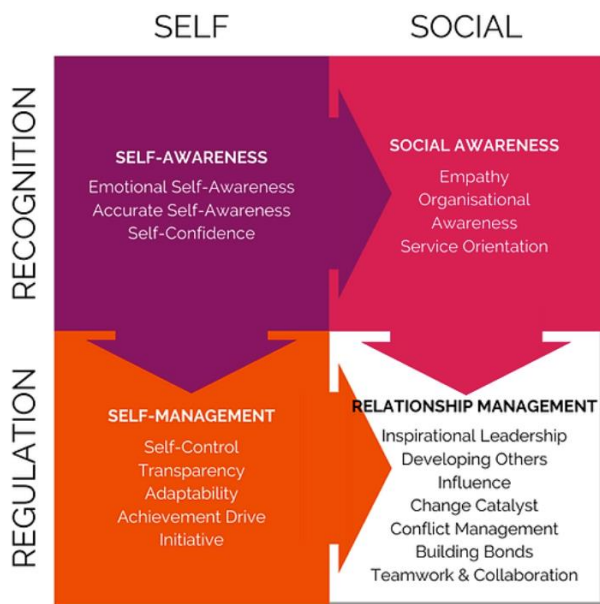 SELF
SOCIAL
RECOGNITION
SELF-AWARENESS
Emotional Self-Awareness
Accurate Self-Awareness
Self-Confidence
SOCIAL AWARENESS
Empathy
Organisational
Awareness
Service Orientation
REGULATION
SELF-MANAGEMENT
Self-Control
Transparency
Adaptability
Achievement Drive
Initiative
RELATIONSHIP MANAGEMENT
Inspirational Leadership
Developing Others
Influence
Change Catalyst
Conflict Management
Building Bonds
Teamwork & Collaboration